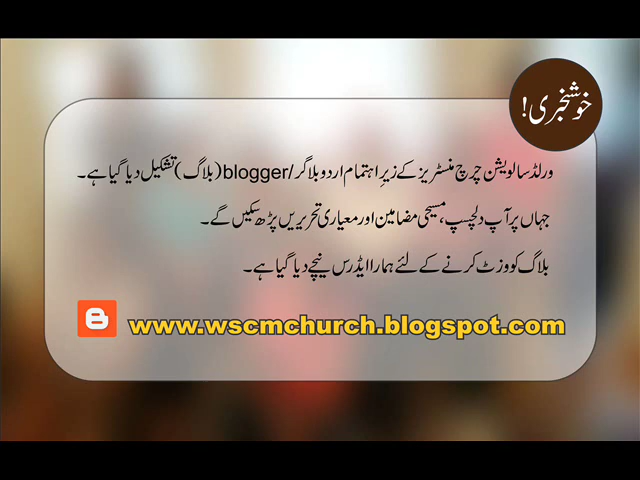 خوشخبری!
ورلڈ سالویشن چرچ منسٹریز کے زیرِ اہتمام اردو بلاگر/blogger (بلاگ) تشکیل دیا گیا ہے۔
جہاں پر آپ دلچسپ، مسیحی مضامین اور معیاری تحریریں پڑھ سکیں گے۔
بلاگ کو وزٹ کرنے کے لئے ہمارا ایڈرس نیچے دیا گیا ہے۔
www.wscmchurch.blogspot.com